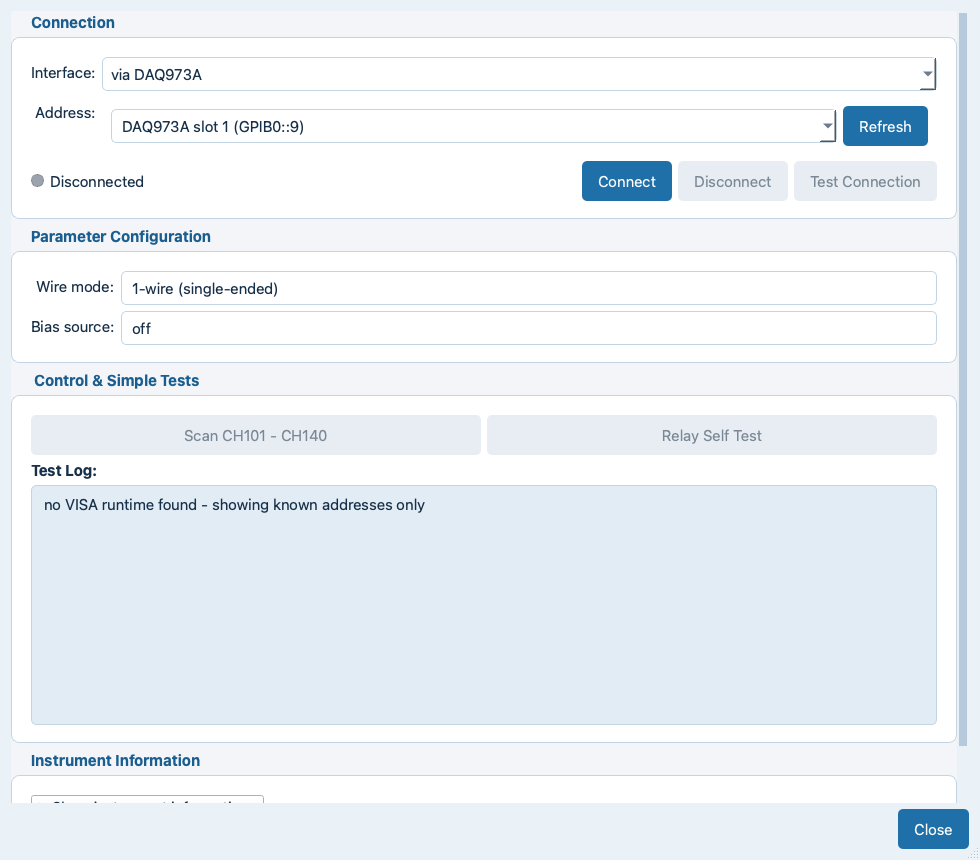 Connection
Interface: via DAQ973A
Address: DAQ973A slot 1 (GPIB0::9) Refresh
Disconnected Connect Disconnect Test Connection
Parameter Configuration
Wire mode: 1-wire (single-ended)
Bias source: off
Control & Simple Tests
Scan CH101 - CH140 Relay Self Test
Test Log:
no VISA runtime found - showing known addresses only
Instrument Information
Close